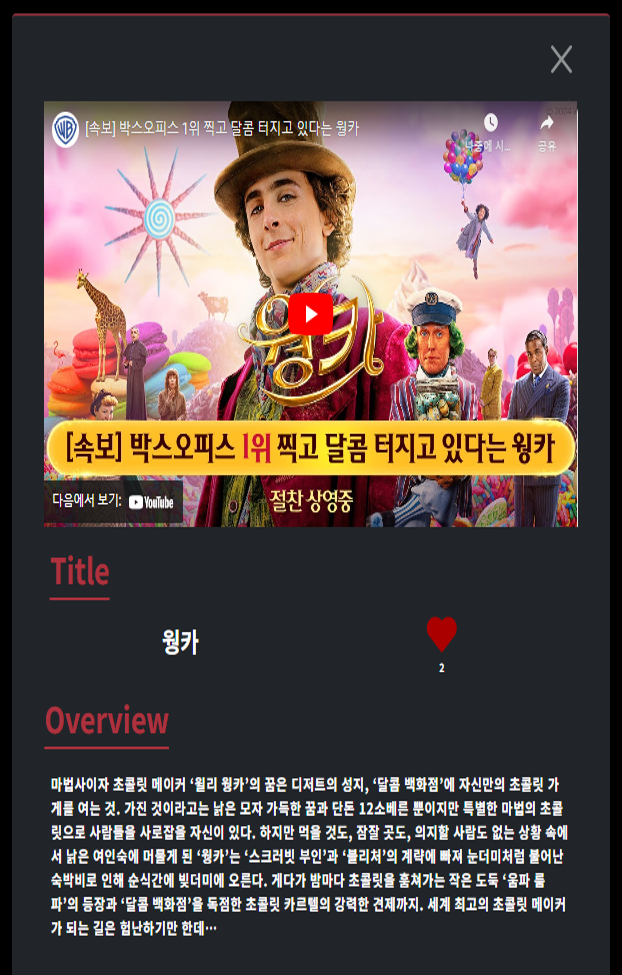 [속보] 박스오피스 1위 찍고 달콤 터지고 있다는 웡카
나중에 시...
공유
웡카
[속보] 박스오피스 1위 찍고 달콤 터지고 있다는 웡카
다음에서 보기: YouTube
절찬 상영중
Title
웡카
2
Overview
마법사이자 초콜릿 메이커 ‘윌리 웡카’의 꿈은 디저트의 성지, ‘달콤 백화점’에 자신만의 초콜릿 가
게를 여는 것. 가진 것이라고는 낡은 모자 가득한 꿈과 단돈 12소베른 뿐이지만 특별한 마법의 초콜
릿으로 사람들을 사로잡을 자신이 있다. 하지만 먹을 것도, 잠잘 곳도, 의지할 사람도 없는 상황 속에
서 낡은 여인숙에 머물게 된 ‘웡카’는 ‘스크러빗 부인’과 ‘블리처’의 계략에 빠져 눈더미처럼 불어난
숙박비로 인해 순식간에 빚더미에 오른다. 게다가 밤마다 초콜릿을 훔쳐가는 작은 도둑 ‘움파 룸
파’의 등장과 ‘달콤 백화점’을 독점한 초콜릿 카르텔의 강력한 견제까지. 세계 최고의 초콜릿 메이커
가 되는 길은 험난하기만 한데…